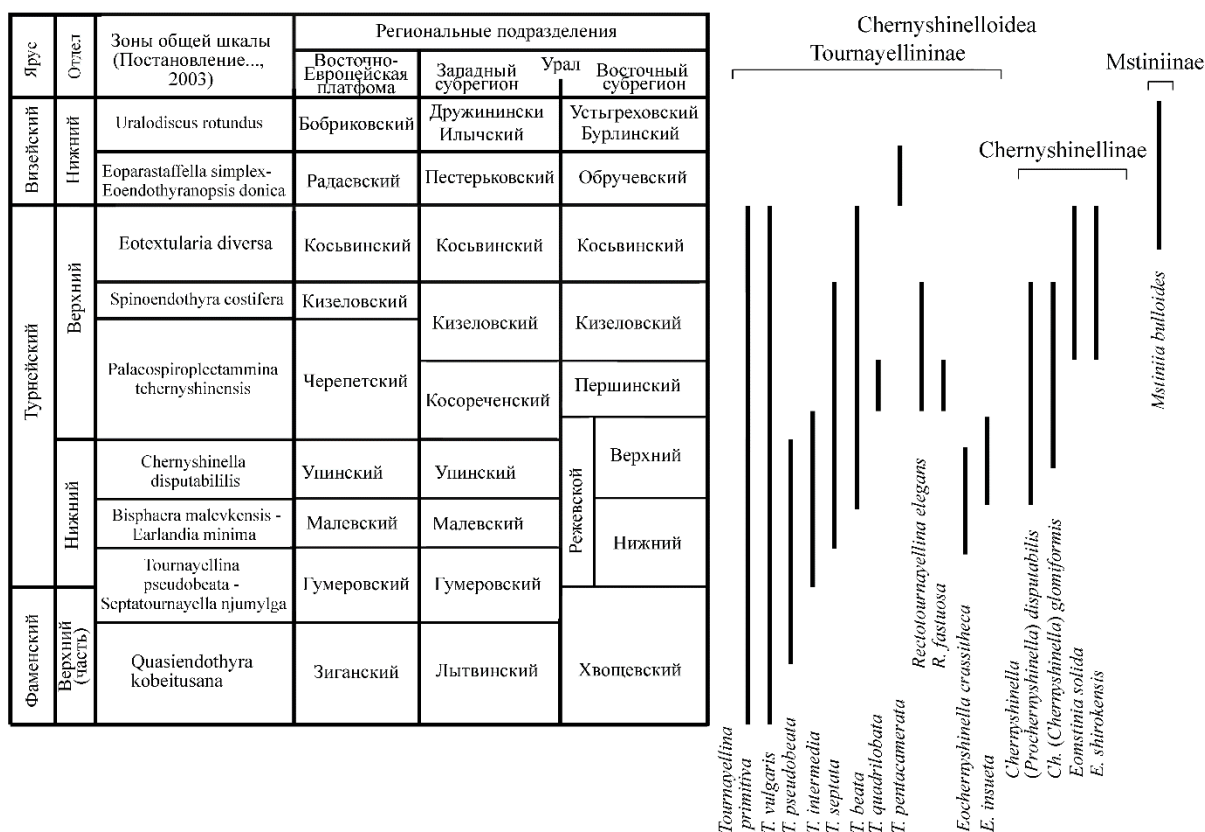 Ярус
Отдел
Зоны общей шкалы
(Постановление...,
2003)
Региональные подразделения
Восточно-
Европейская
платфома
Западный
субрегион
Урал
Восточный
субрегион
Визейский
Нижний
Uralodiscus rotundus
Бобриковский
Дружинински
Илычский
Устьгреховский
Бурлинский
Eoparastaffella simplex-
Eoendothyranopsis donica
Радаевский
Пестерьковский
Обручевский
Турнейский
Верхний
Eotextularia diversa
Косьвинский
Косьвинский
Косьвинский
Spinoendothyra costifera
Кизеловский
Кизеловский
Кизеловский
Palaeospiroplectammina
tchernyshinensis
Черепетский
Косореченский
Першинский
Нижний
Chernyshinella
disputabililis
Упинский
Упинский
Режевской
Верхний
Bisphaera malevkensis -
Earlandia minima
Малевский
Малевский
Нижний
Tournayellina
pseudobeata -
Septatournayella njumylga
Гумеровский
Гумеровский
Фаменский
Верхний
(часть)
Quasiendothyra
kobeitusana
Зиганский
Лытвинский
Хвощевский
Chernyshinelloidea
Tournayellininae
Mstiniinae
Chernyshinellinae
Tournayellina
primitiva
T. vulgaris
T. pseudobeata
T. intermedia
T. septata
T. beata
T. quadrilobata
T. pentacamerata
Rectotournayellina elegans
R. fastuosa
Eochernyshinella crassitheca
E. insueta
Chernyshinella
(Prochernyshinella) disputabilis
Ch. (Chernyshinella) glomiformis
Eomstinia solida
E. shirokensis
Mstiniia bulloides